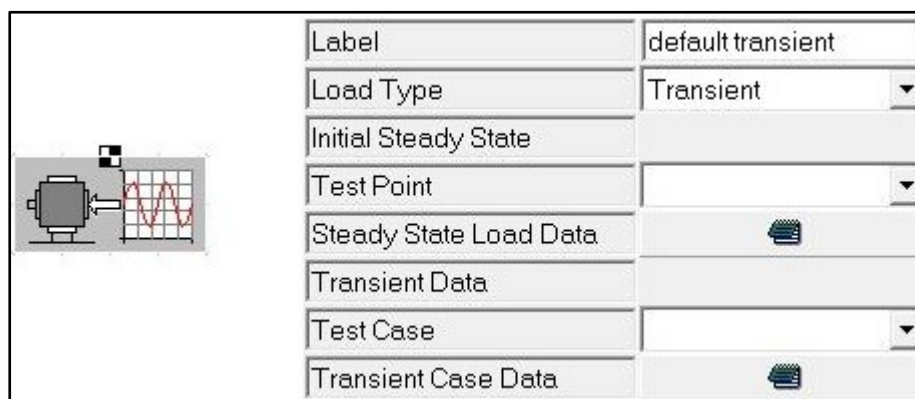 Label default transient
Load Type Transient
Initial Steady State
Test Point
Steady State Load Data
Transient Data
Test Case
Transient Case Data